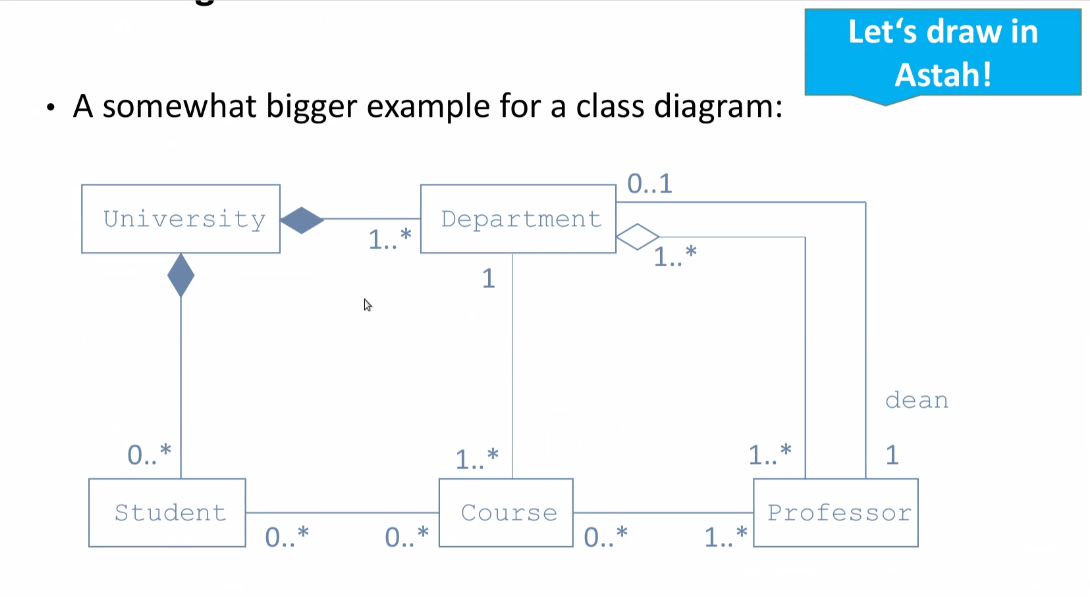 Let‘s draw in
Astah!
• A somewhat bigger example for a class diagram:
0..1
University
Department
1..*
1..*
1
dean
0..*
1..*
1..*
1
Student
Course
Professor
0..*
0..*
0..*
1..*